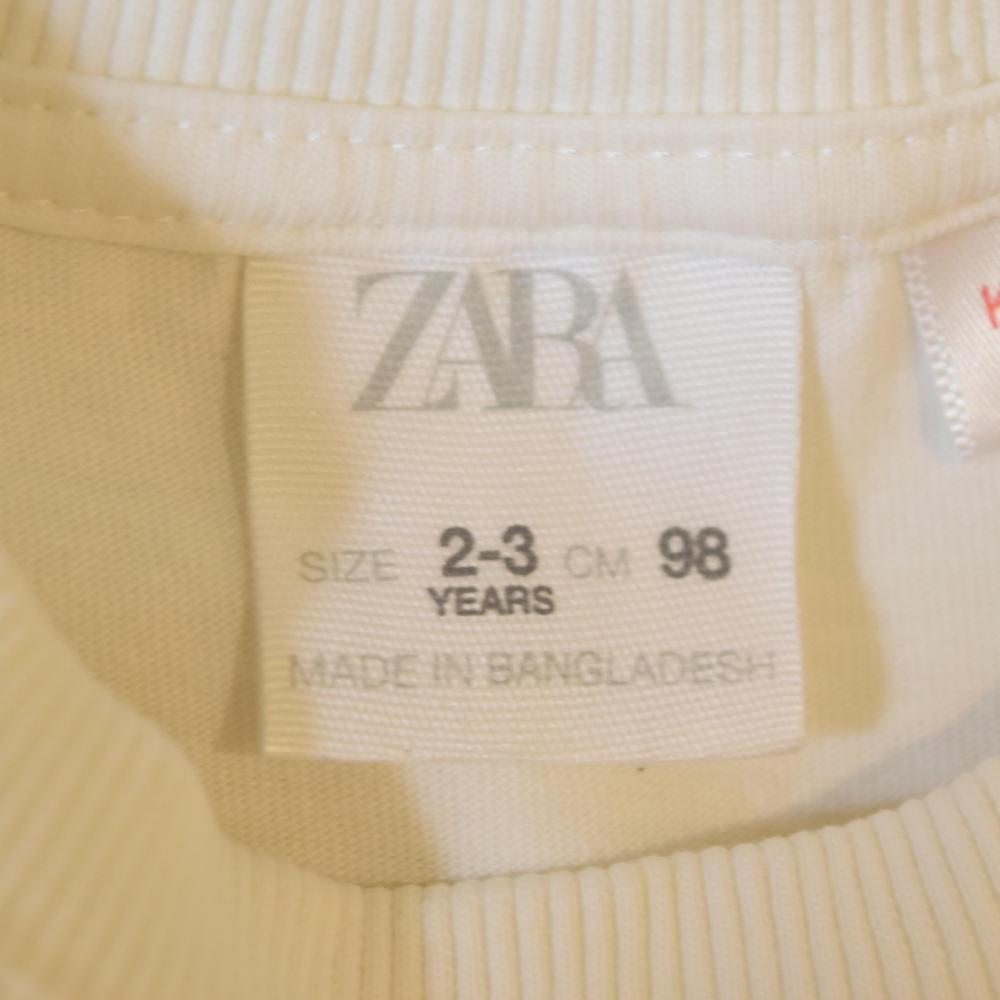 ZARA
SIZE 2-3 CM 98
YEARS
MADE IN BANGLADESH